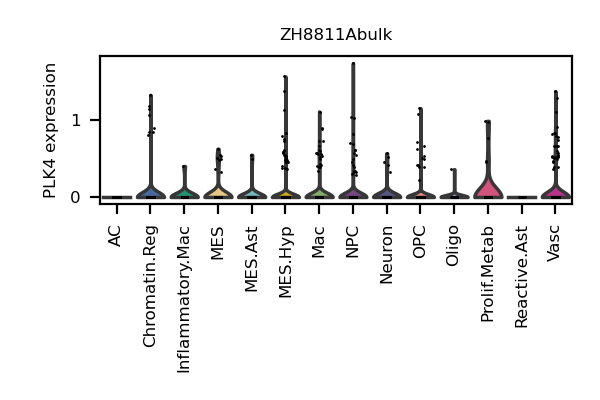 ZH8811Abulk
PLK4 expression
1
0
AC
Chromatin.Reg
Inflammatory.Mac
MES
MES.Ast
MES.Hyp
Mac
NPC
Neuron
OPC
Oligo
Prolif.Metab
Reactive.Ast
Vasc